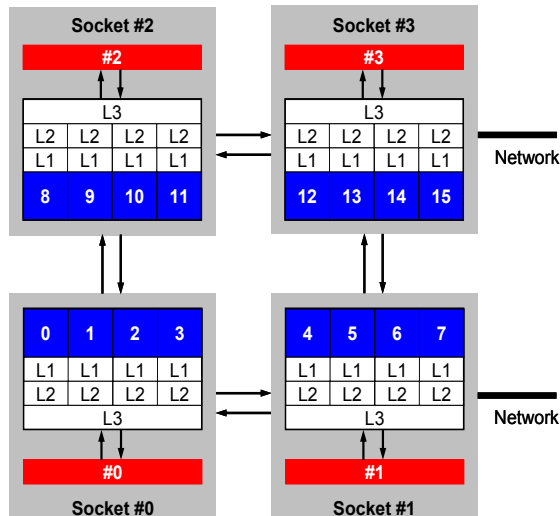 Socket #2
#2
L3
L2 L2 L2 L2
L1 L1 L1 L1
8 9 10 11
Socket #3
#3
L3
L2 L2 L2 L2
L1 L1 L1 L1
12 13 14 15
Network
0 1 2 3
L1 L1 L1 L1
L2 L2 L2 L2
L3
#0
Socket #0
4 5 6 7
L1 L1 L1 L1
L2 L2 L2 L2
L3
#1
Socket #1
Network